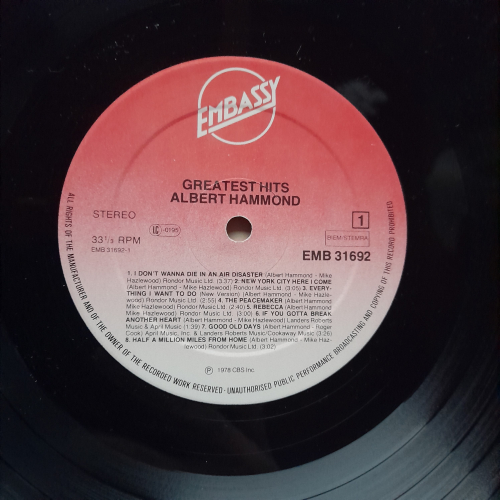 EMBASSY
GREATEST HITS
ALBERT HAMMOND
STEREO
LC -0198
1
33⅓ RPM
BIEM-STEMRA
EMB 31692-1
EMB 31692
1. I DON'T WANNA DIE IN AN AIR DISASTER (Albert Hammond - Mike
Hazlewood) Rondor Music Ltd. (3:37) 2. NEW YORK CITY HERE I COME
(Albert Hammond - Mike Hazlewood) Rondor Music Ltd. (3:05). 3. EVERY-
THING I WANT TO DO (New Version) (Albert Hammond - Mike Hazle-
wood) Rondor Music Ltd. (2:55) 4. THE PEACEMAKER (Albert Hammond -
Mike Hazlewood) Rondor Music Ltd. (2:40) 5. REBECCA (Albert Hammond
- Mike Hazlewood) Rondor Music Ltd. (3:00) 6. IF YOU GOTTA BREAK
ANOTHER HEART (Albert Hammond - Mike Hazlewood) Landers Roberts
Music & April Music (1:39) 7. GOOD OLD DAYS (Albert Hammond - Roger
Cook) April Music, Inc. & Landers Roberts Music/Cookaway Music (3:26)
8. HALF A MILLION MILES FROM HOME (Albert Hammond - Mike Haz-
lewood) Rondor Music Ltd. (3:02)
℗ 1978 CBS Inc.
ALL RIGHTS OF THE MANUFACTURER AND OF THE OWNER OF THE RECORDED WORK RESERVED · UNAUTHORISED PUBLIC PERFORMANCE BROADCASTING AND COPYING OF THIS RECORD PROHIBITED